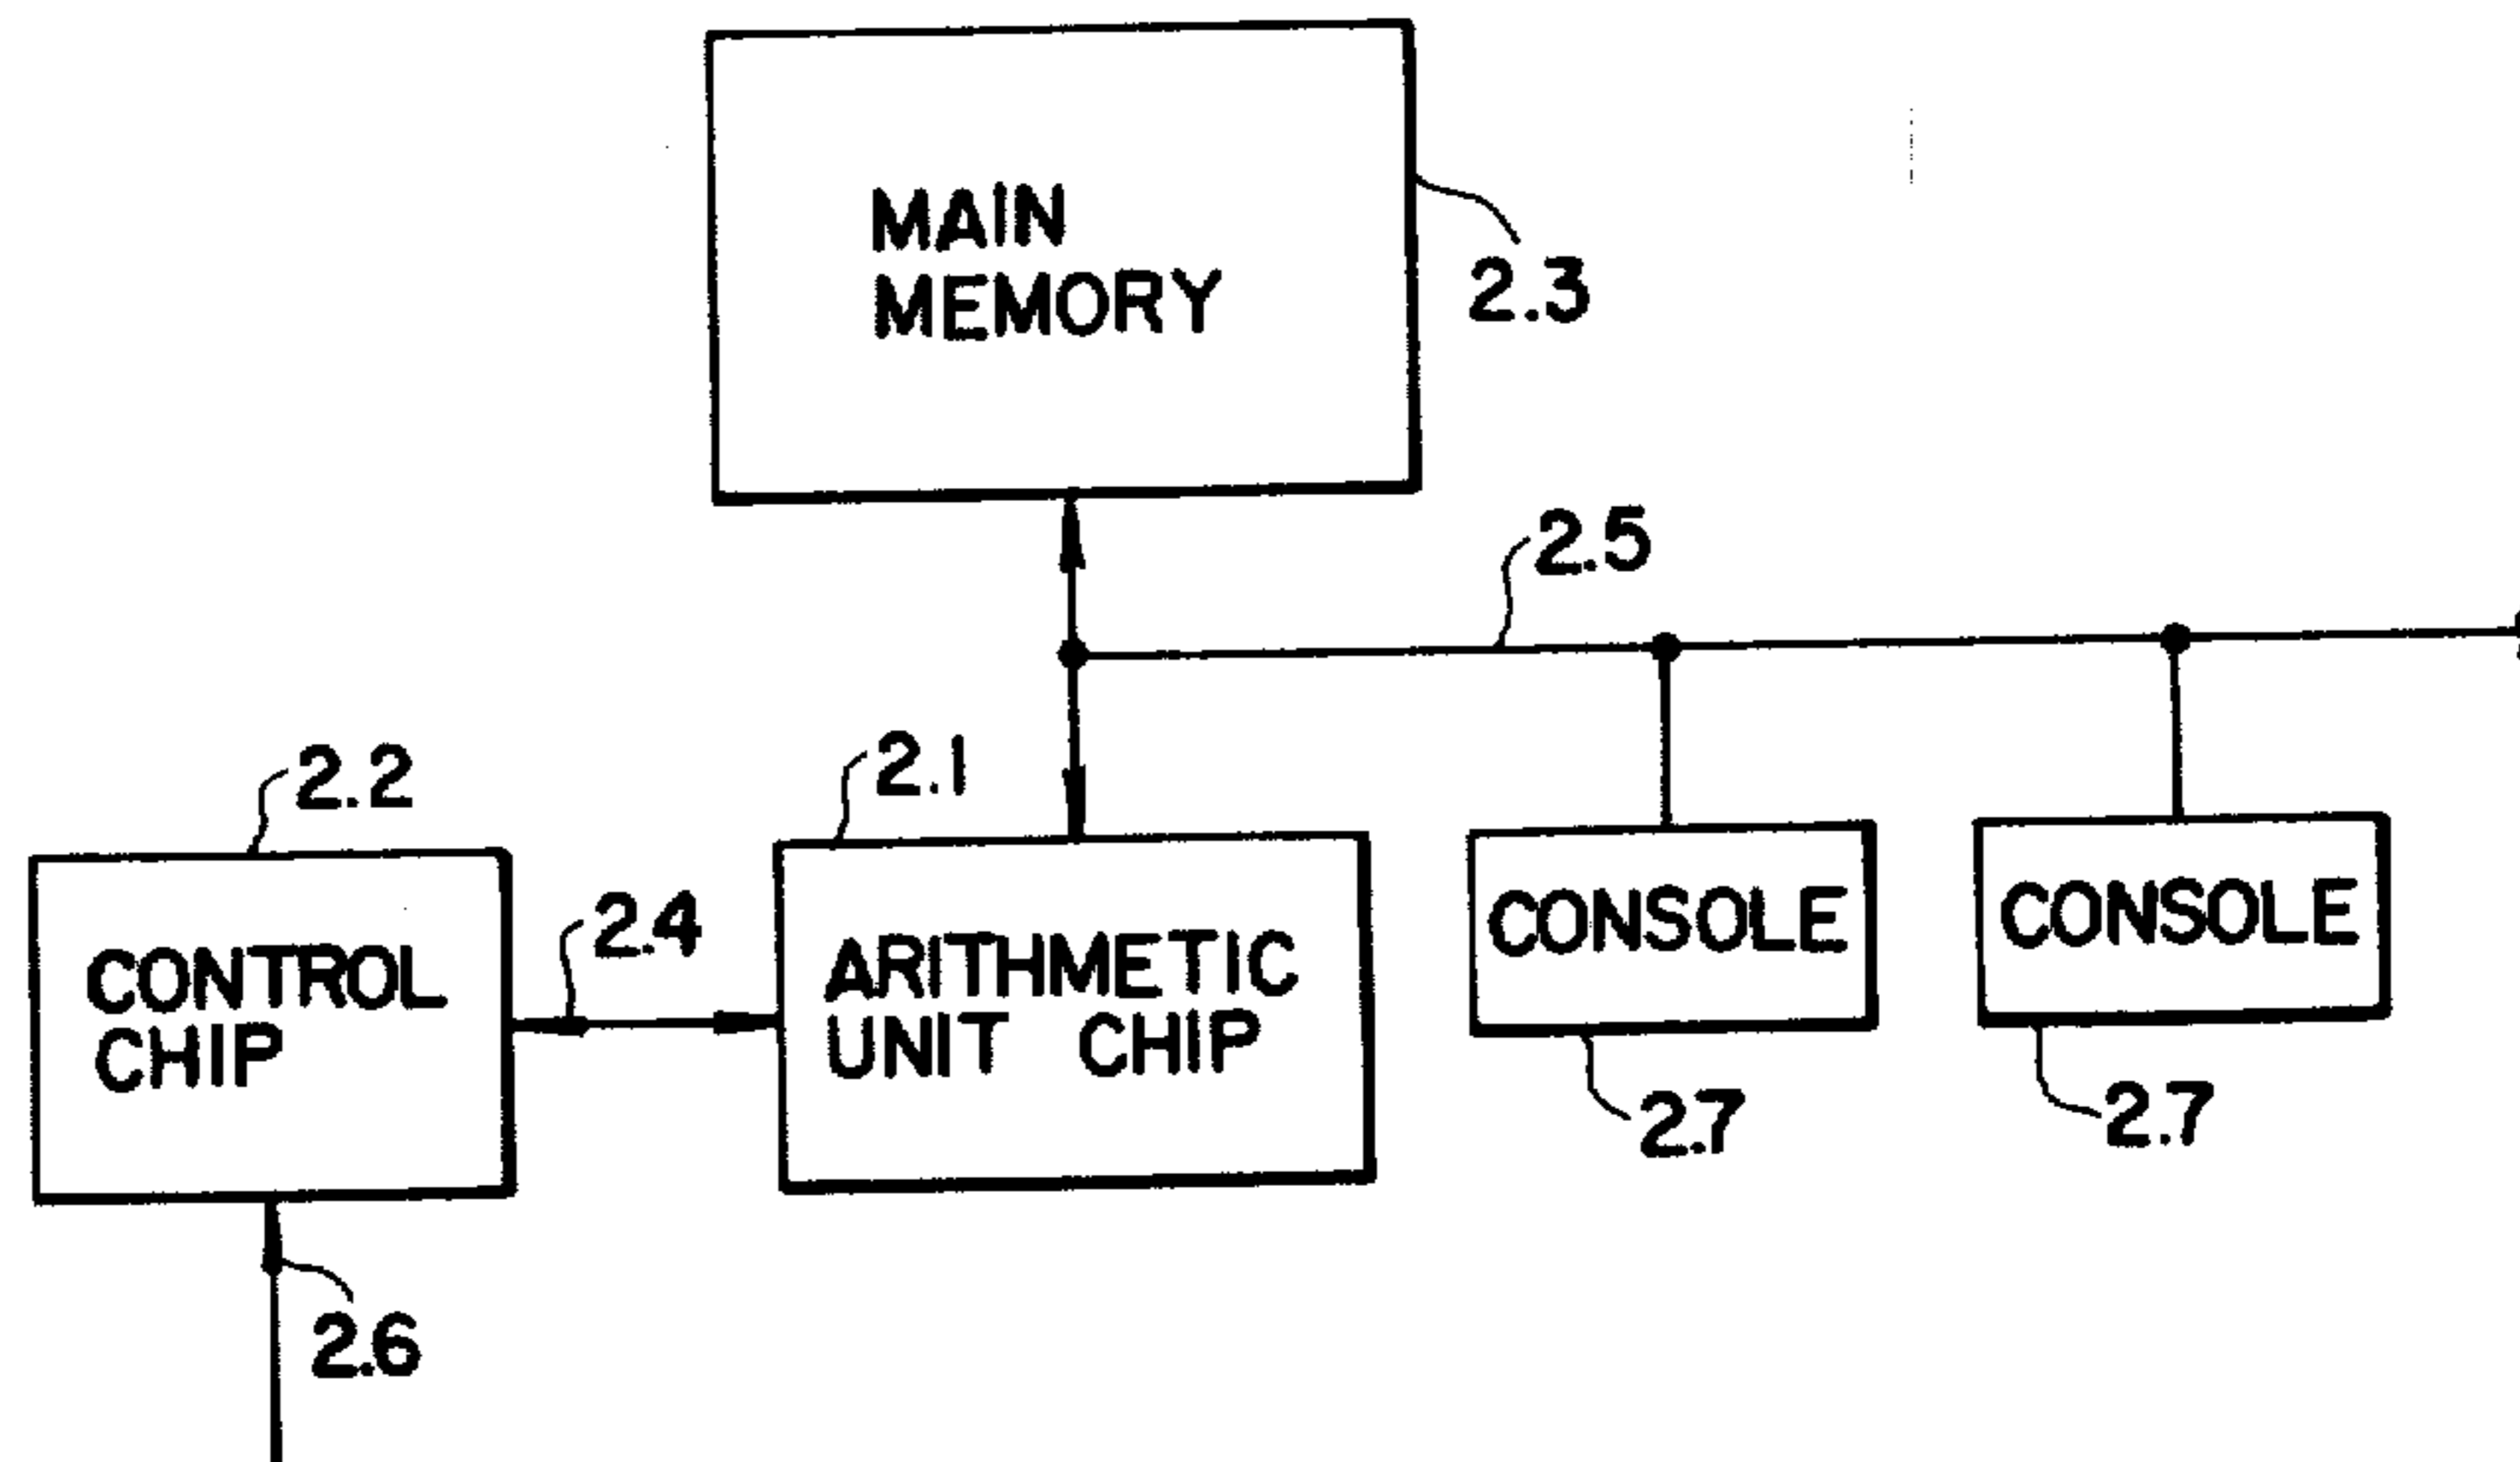 MAIN
MEMORY
2.3
2.5
2.2
2.1
2.4
CONTROL
CHIP
ARITHMETIC
UNIT CHIP
CONSOLE
CONSOLE
2.7
2.7
2.6